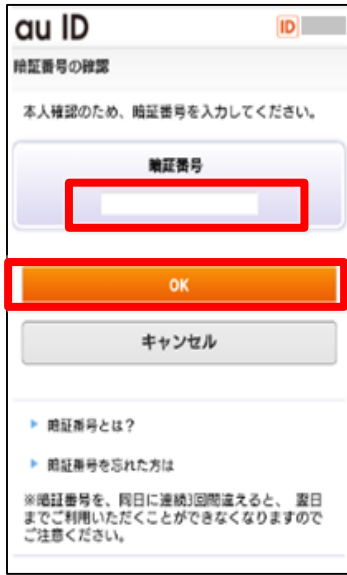 au ID
ID
暗証番号の確認
本人確認のため、暗証番号を入力してください。
暗証番号
OK
キャンセル
暗証番号とは？
暗証番号を忘れた方は
※暗証番号を、同日に連続3回間違えると、 翌日
までご利用いただくことができなくなりますので
ご注意ください。